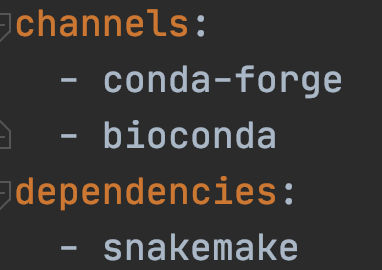 channels:
  - conda-forge
  - bioconda
dependencies:
  - snakemake